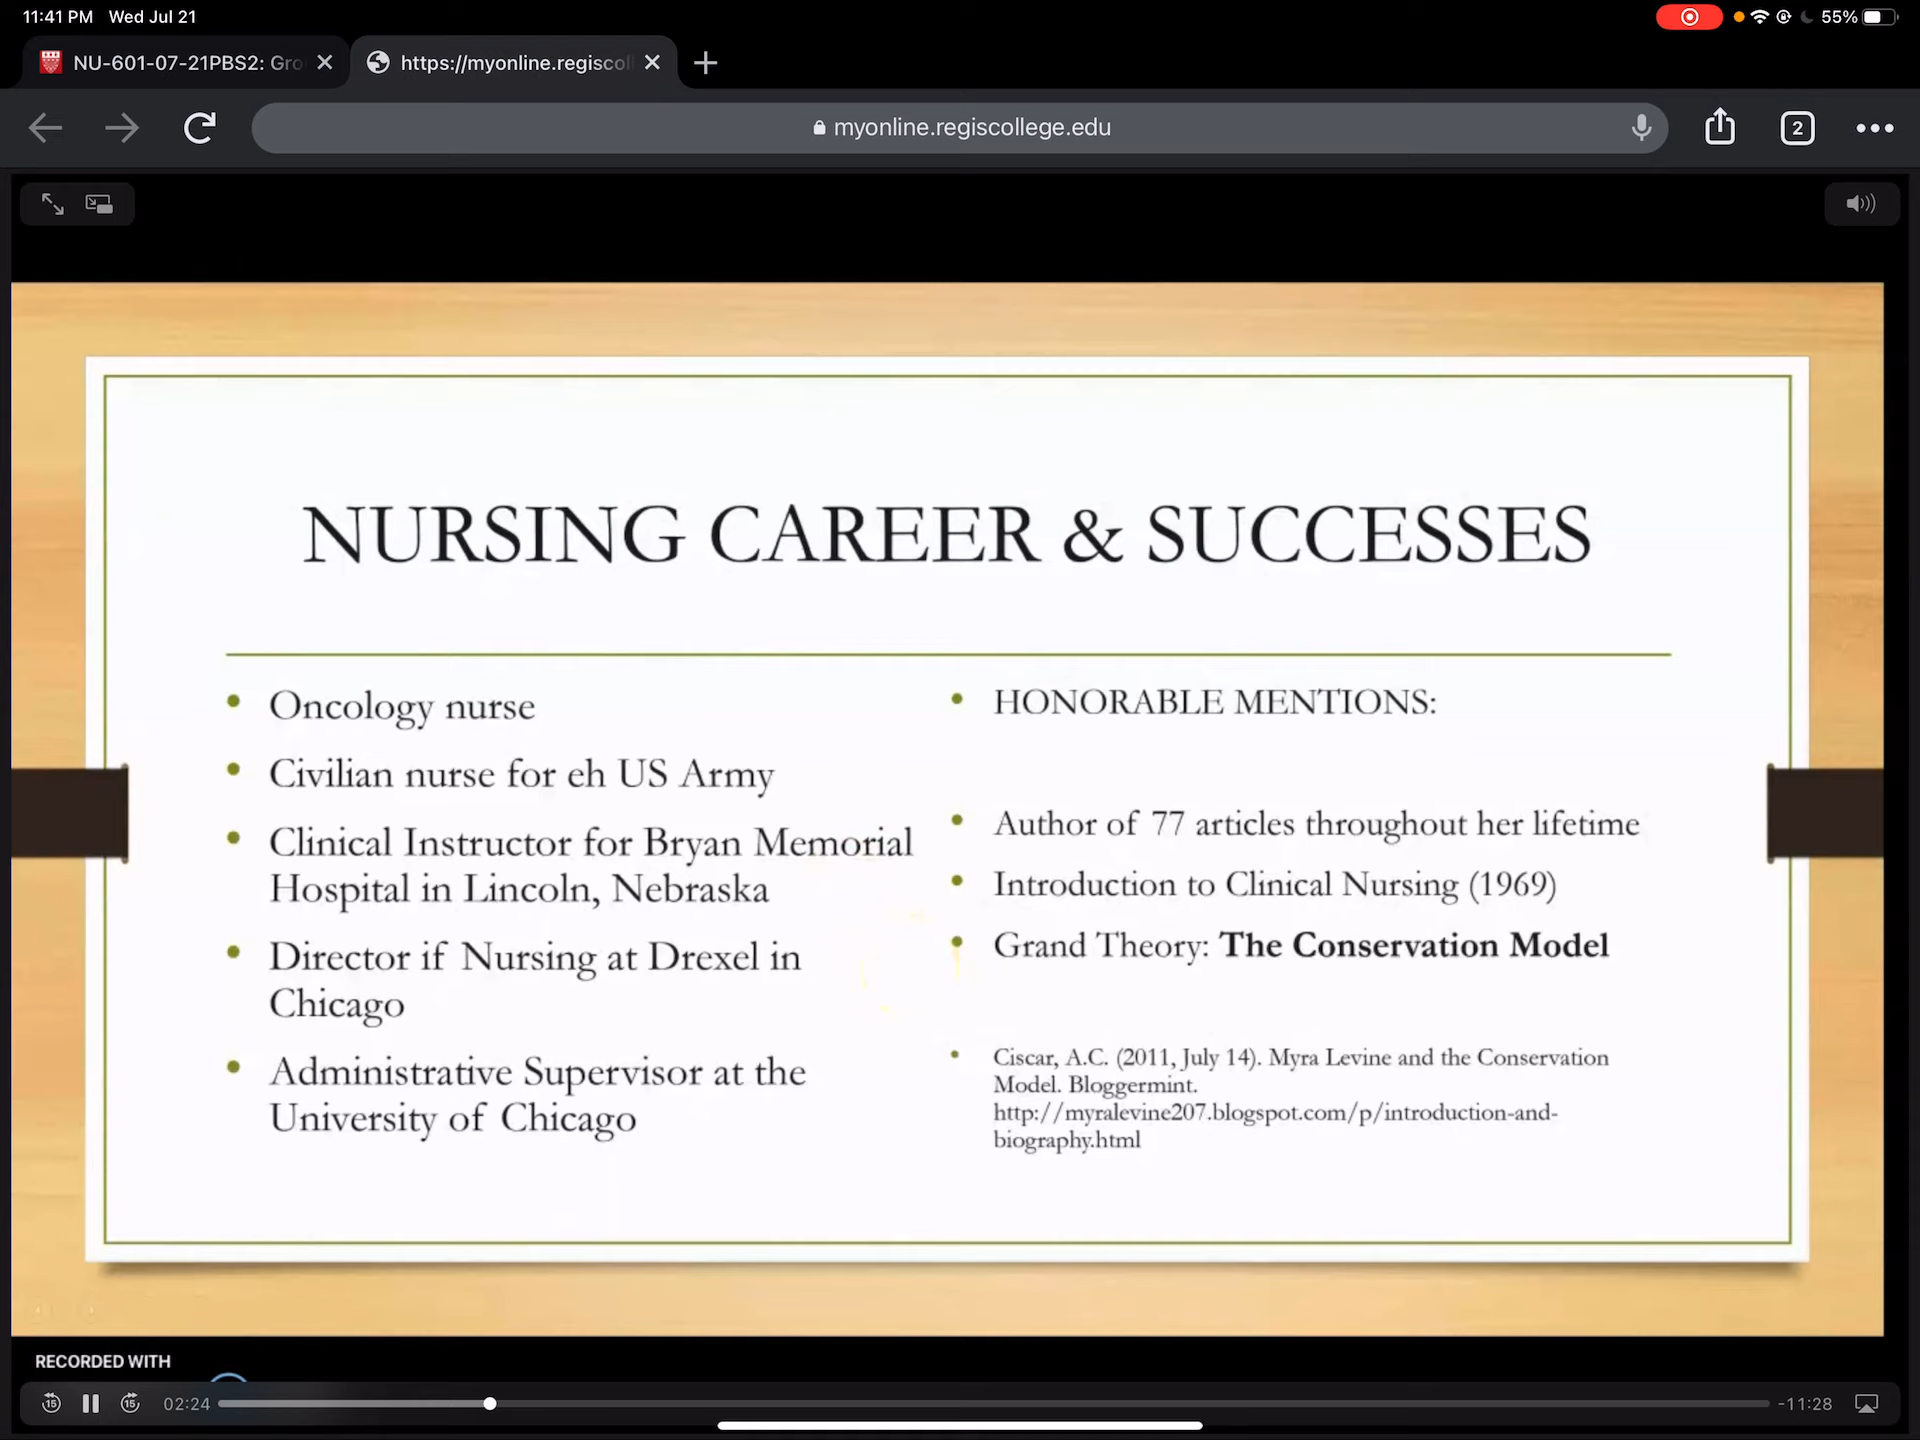 11:41 PM Wed Jul 21
55%
NU-601-07-21PBS2: Gro
https://myonline.regiscol
myonline.regiscollege.edu
2
NURSING CAREER & SUCCESSES
Oncology nurse
Civilian nurse for eh US Army
Clinical Instructor for Bryan Memorial
Hospital in Lincoln, Nebraska
Director if Nursing at Drexel in
Chicago
Administrative Supervisor at the
University of Chicago
HONORABLE MENTIONS:
Author of 77 articles throughout her lifetime
Introduction to Clinical Nursing (1969)
Grand Theory: The Conservation Model
Ciscar, A.C. (2011, July 14). Myra Levine and the Conservation
Model. Bloggermint.
http://myralevine207.blogspot.com/p/introduction-and-
biography.html
RECORDED WITH
15
15
02:24
-11:28